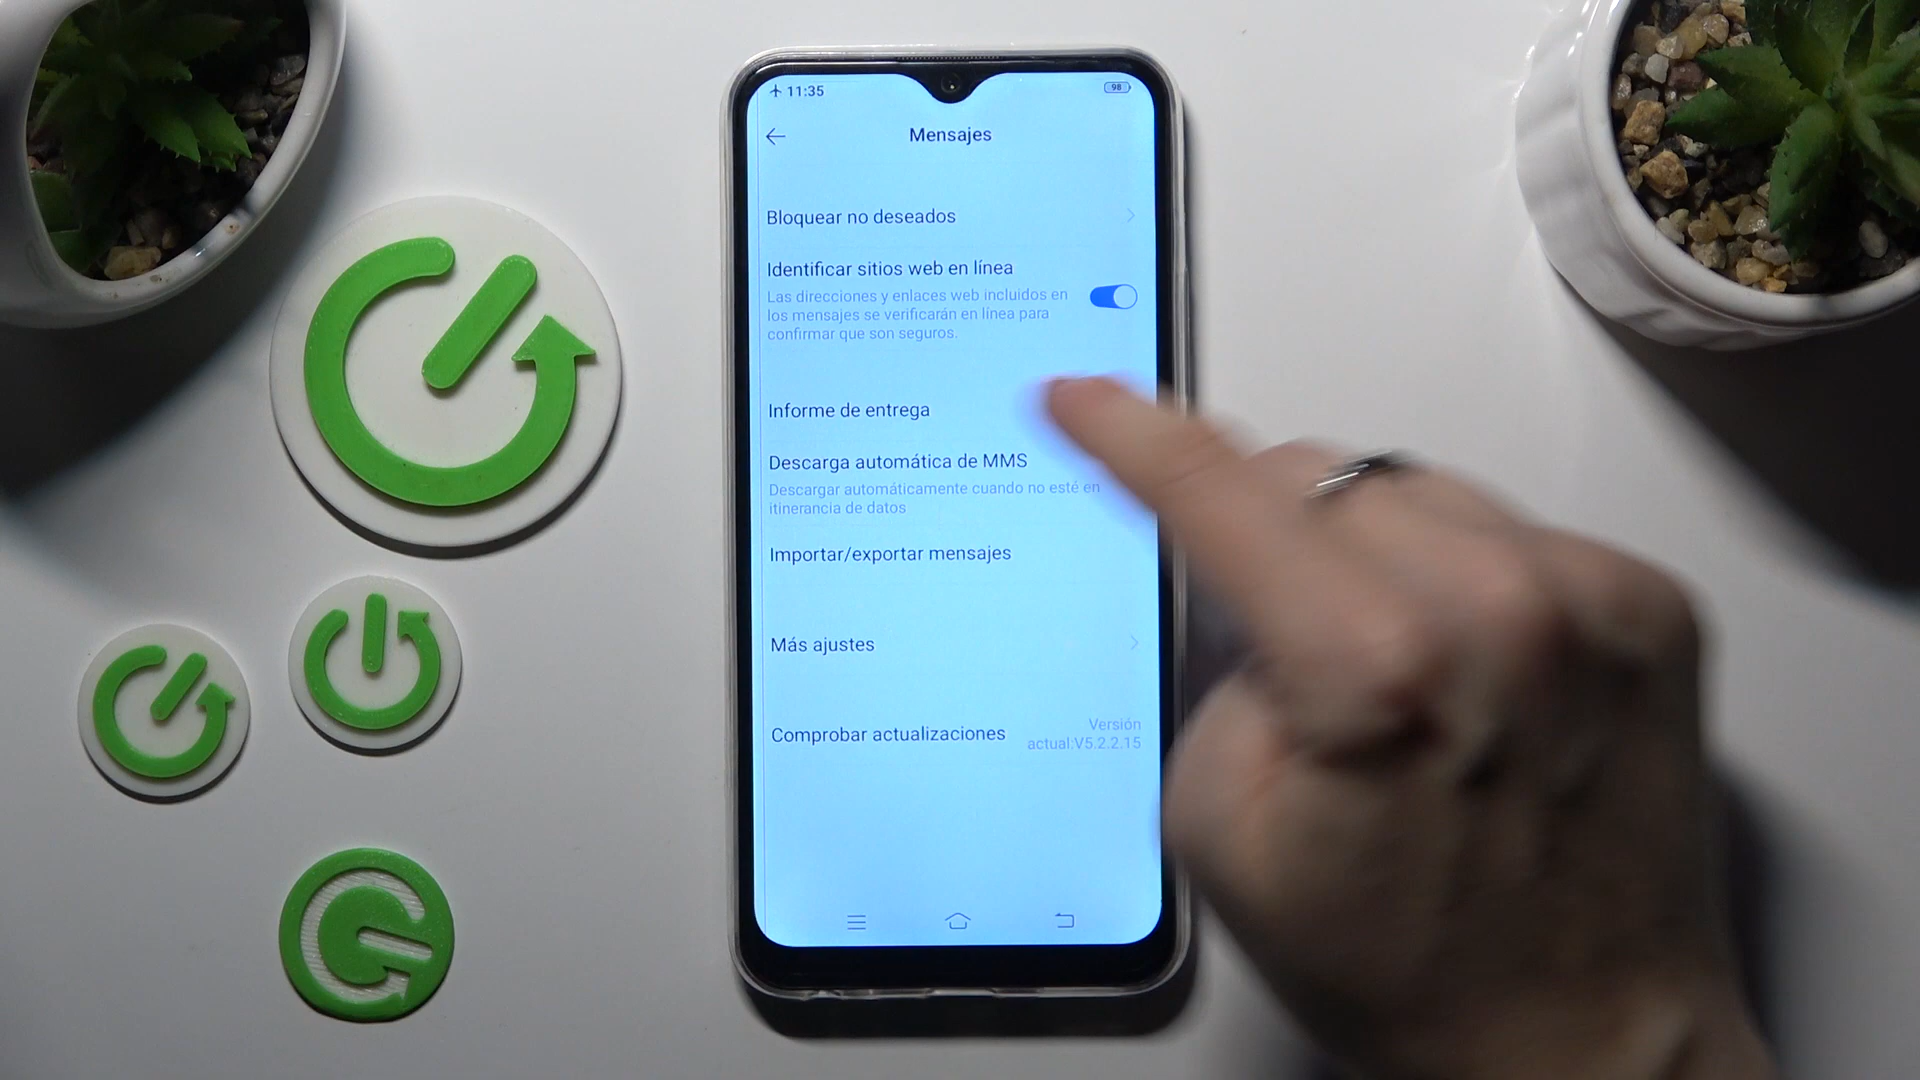 11:35
98
Mensajes
Bloquear no deseados
Identificar sitios web en línea
Las direcciones y enlaces web incluidos en
los mensajes se verificarán en línea para
confirmar que son seguros.
Informe de entrega
Descarga automática de MMS
Descargar automáticamente cuando no esté en
itinerancia de datos
Importar/exportar mensajes
Más ajustes
Comprobar actualizaciones
Versión
actual:V5.2.2.15